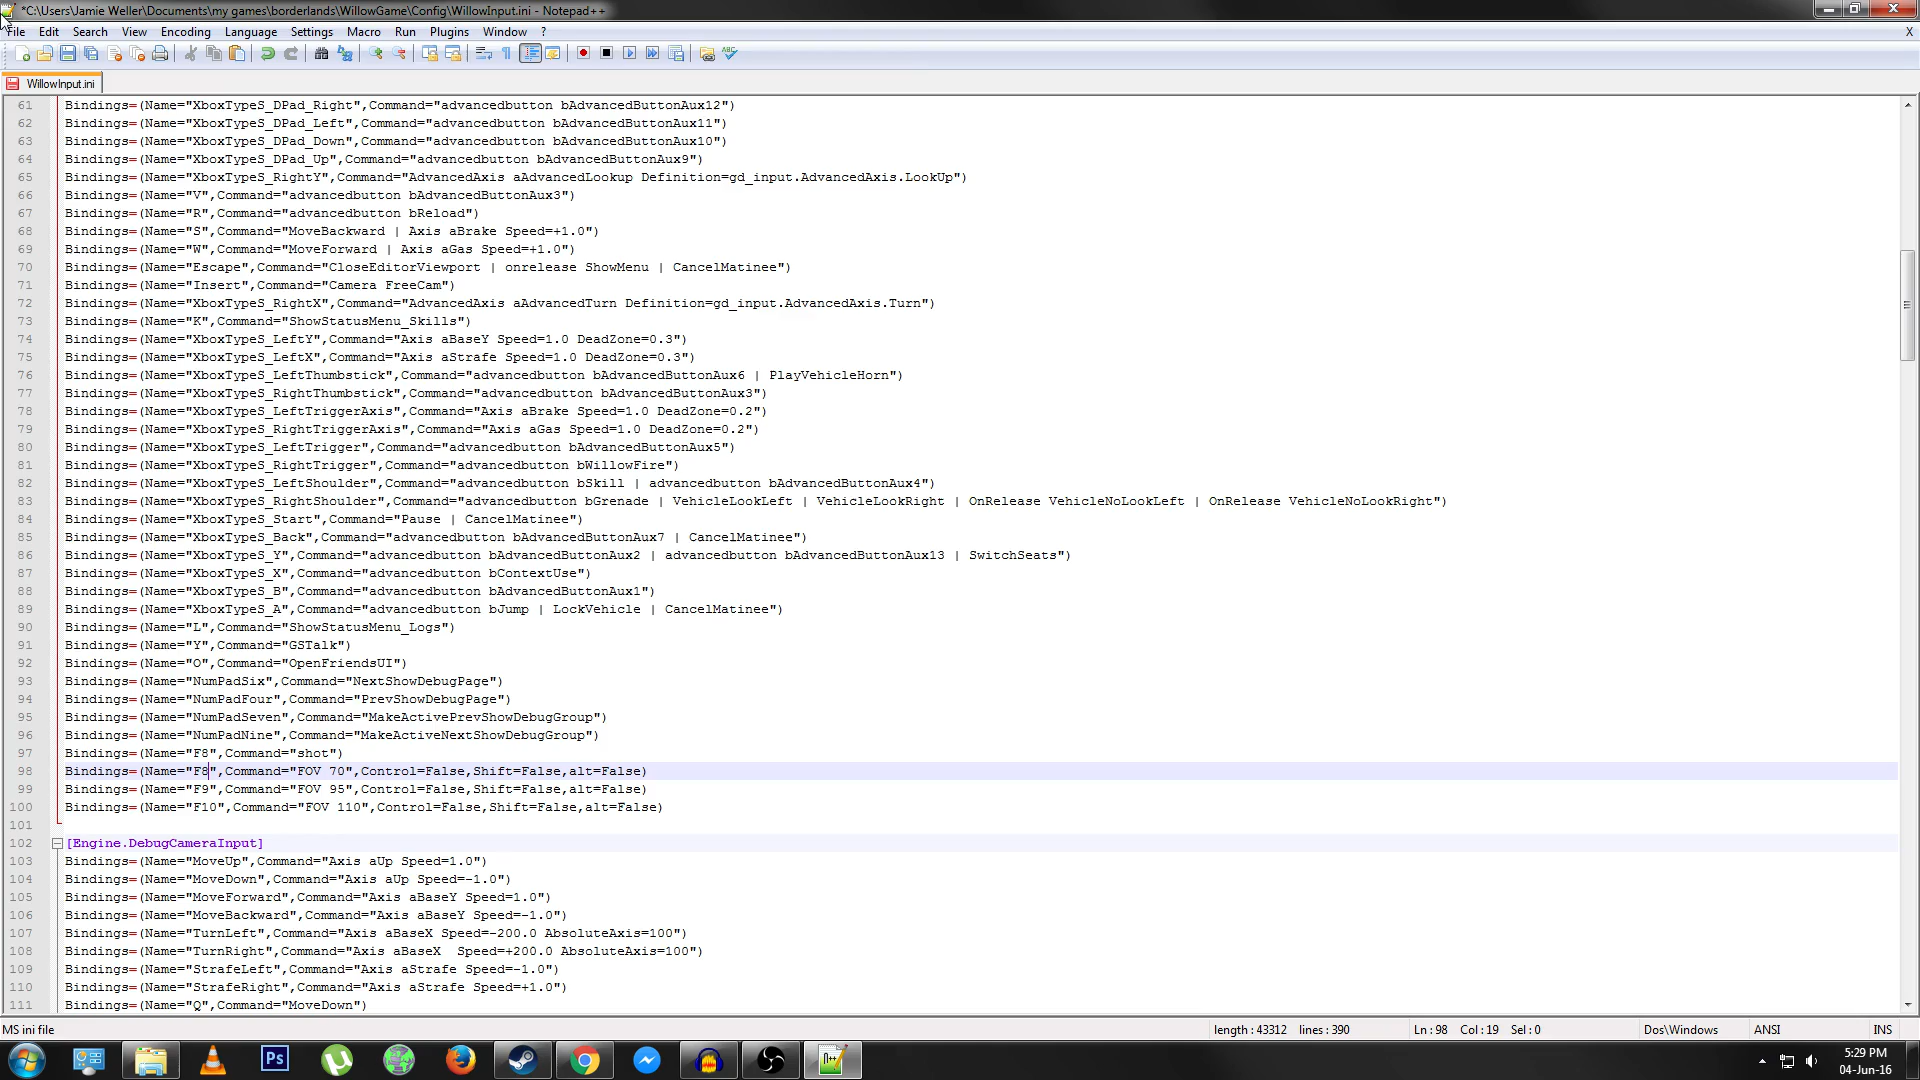 *C:\Users\Jamie Weller\Documents\my games\borderlands\WillowGame\Config\WillowInput.ini - Notepad++
File Edit Search View Encoding Language Settings Macro Run Plugins Window ? X
WillowInput.ini
61 Bindings=(Name="XboxTypeS_DPad_Right",Command="advancedbutton bAdvancedButtonAux12")
62 Bindings=(Name="XboxTypeS_DPad_Left",Command="advancedbutton bAdvancedButtonAux11")
63 Bindings=(Name="XboxTypeS_DPad_Down",Command="advancedbutton bAdvancedButtonAux10")
64 Bindings=(Name="XboxTypeS_DPad_Up",Command="advancedbutton bAdvancedButtonAux9")
65 Bindings=(Name="XboxTypeS_RightY",Command="AdvancedAxis aAdvancedLookup Definition=gd_input.AdvancedAxis.LookUp")
66 Bindings=(Name="V",Command="advancedbutton bAdvancedButtonAux3")
67 Bindings=(Name="R",Command="advancedbutton bReload")
68 Bindings=(Name="S",Command="MoveBackward | Axis aBrake Speed=+1.0")
69 Bindings=(Name="W",Command="MoveForward | Axis aGas Speed=+1.0")
70 Bindings=(Name="Escape",Command="CloseEditorViewport | onrelease ShowMenu | CancelMatinee")
71 Bindings=(Name="Insert",Command="Camera FreeCam")
72 Bindings=(Name="XboxTypeS_RightX",Command="AdvancedAxis aAdvancedTurn Definition=gd_input.AdvancedAxis.Turn")
73 Bindings=(Name="K",Command="ShowStatusMenu_Skills")
74 Bindings=(Name="XboxTypeS_LeftY",Command="Axis aBaseY Speed=1.0 DeadZone=0.3")
75 Bindings=(Name="XboxTypeS_LeftX",Command="Axis aStrafe Speed=1.0 DeadZone=0.3")
76 Bindings=(Name="XboxTypeS_LeftThumbstick",Command="advancedbutton bAdvancedButtonAux6 | PlayVehicleHorn")
77 Bindings=(Name="XboxTypeS_RightThumbstick",Command="advancedbutton bAdvancedButtonAux3")
78 Bindings=(Name="XboxTypeS_LeftTriggerAxis",Command="Axis aBrake Speed=1.0 DeadZone=0.2")
79 Bindings=(Name="XboxTypeS_RightTriggerAxis",Command="Axis aGas Speed=1.0 DeadZone=0.2")
80 Bindings=(Name="XboxTypeS_LeftTrigger",Command="advancedbutton bAdvancedButtonAux5")
81 Bindings=(Name="XboxTypeS_RightTrigger",Command="advancedbutton bWillowFire")
82 Bindings=(Name="XboxTypeS_LeftShoulder",Command="advancedbutton bSkill | advancedbutton bAdvancedButtonAux4")
83 Bindings=(Name="XboxTypeS_RightShoulder",Command="advancedbutton bGrenade | VehicleLookLeft | VehicleLookRight | OnRelease VehicleNoLookLeft | OnRelease VehicleNoLookRight")
84 Bindings=(Name="XboxTypeS_Start",Command="Pause | CancelMatinee")
85 Bindings=(Name="XboxTypeS_Back",Command="advancedbutton bAdvancedButtonAux7 | CancelMatinee")
86 Bindings=(Name="XboxTypeS_Y",Command="advancedbutton bAdvancedButtonAux2 | advancedbutton bAdvancedButtonAux13 | SwitchSeats")
87 Bindings=(Name="XboxTypeS_X",Command="advancedbutton bContextUse")
88 Bindings=(Name="XboxTypeS_B",Command="advancedbutton bAdvancedButtonAux1")
89 Bindings=(Name="XboxTypeS_A",Command="advancedbutton bJump | LockVehicle | CancelMatinee")
90 Bindings=(Name="L",Command="ShowStatusMenu_Logs")
91 Bindings=(Name="Y",Command="GSTalk")
92 Bindings=(Name="O",Command="OpenFriendsUI")
93 Bindings=(Name="NumPadSix",Command="NextShowDebugPage")
94 Bindings=(Name="NumPadFour",Command="PrevShowDebugPage")
95 Bindings=(Name="NumPadSeven",Command="MakeActivePrevShowDebugGroup")
96 Bindings=(Name="NumPadNine",Command="MakeActiveNextShowDebugGroup")
97 Bindings=(Name="F8",Command="shot")
98 Bindings=(Name="F8",Command="FOV 70",Control=False,Shift=False,alt=False)
99 Bindings=(Name="F9",Command="FOV 95",Control=False,Shift=False,alt=False)
100 Bindings=(Name="F10",Command="FOV 110",Control=False,Shift=False,alt=False)
101
102 [Engine.DebugCameraInput]
103 Bindings=(Name="MoveUp",Command="Axis aUp Speed=1.0")
104 Bindings=(Name="MoveDown",Command="Axis aUp Speed=-1.0")
105 Bindings=(Name="MoveForward",Command="Axis aBaseY Speed=1.0")
106 Bindings=(Name="MoveBackward",Command="Axis aBaseY Speed=-1.0")
107 Bindings=(Name="TurnLeft",Command="Axis aBaseX Speed=-200.0 AbsoluteAxis=100")
108 Bindings=(Name="TurnRight",Command="Axis aBaseX  Speed=+200.0 AbsoluteAxis=100")
109 Bindings=(Name="StrafeLeft",Command="Axis aStrafe Speed=-1.0")
110 Bindings=(Name="StrafeRight",Command="Axis aStrafe Speed=+1.0")
111 Bindings=(Name="Q",Command="MoveDown")
MS ini file length : 43312 lines : 390 Ln : 98 Col : 19 Sel : 0 Dos\Windows ANSI INS
Ps
5:29 PM
04-Jun-16